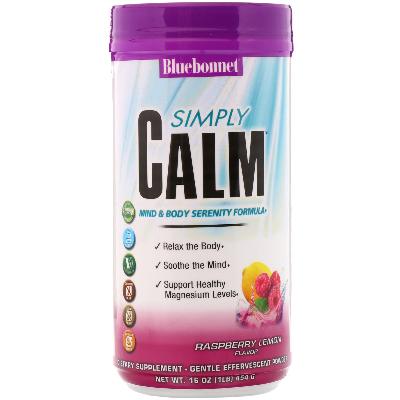 Bluebonnet
SIMPLY
CALM
MIND & BODY SERENITY FORMULA
✓ Relax the Body
✓ Soothe the Mind
✓ Support Healthy
Magnesium Levels
RASPBERRY LEMON
FLAVOR
DIETARY SUPPLEMENT - GENTLE EFFERVESCENT POWDER
NET WT. 16 OZ (1LB) 454 G